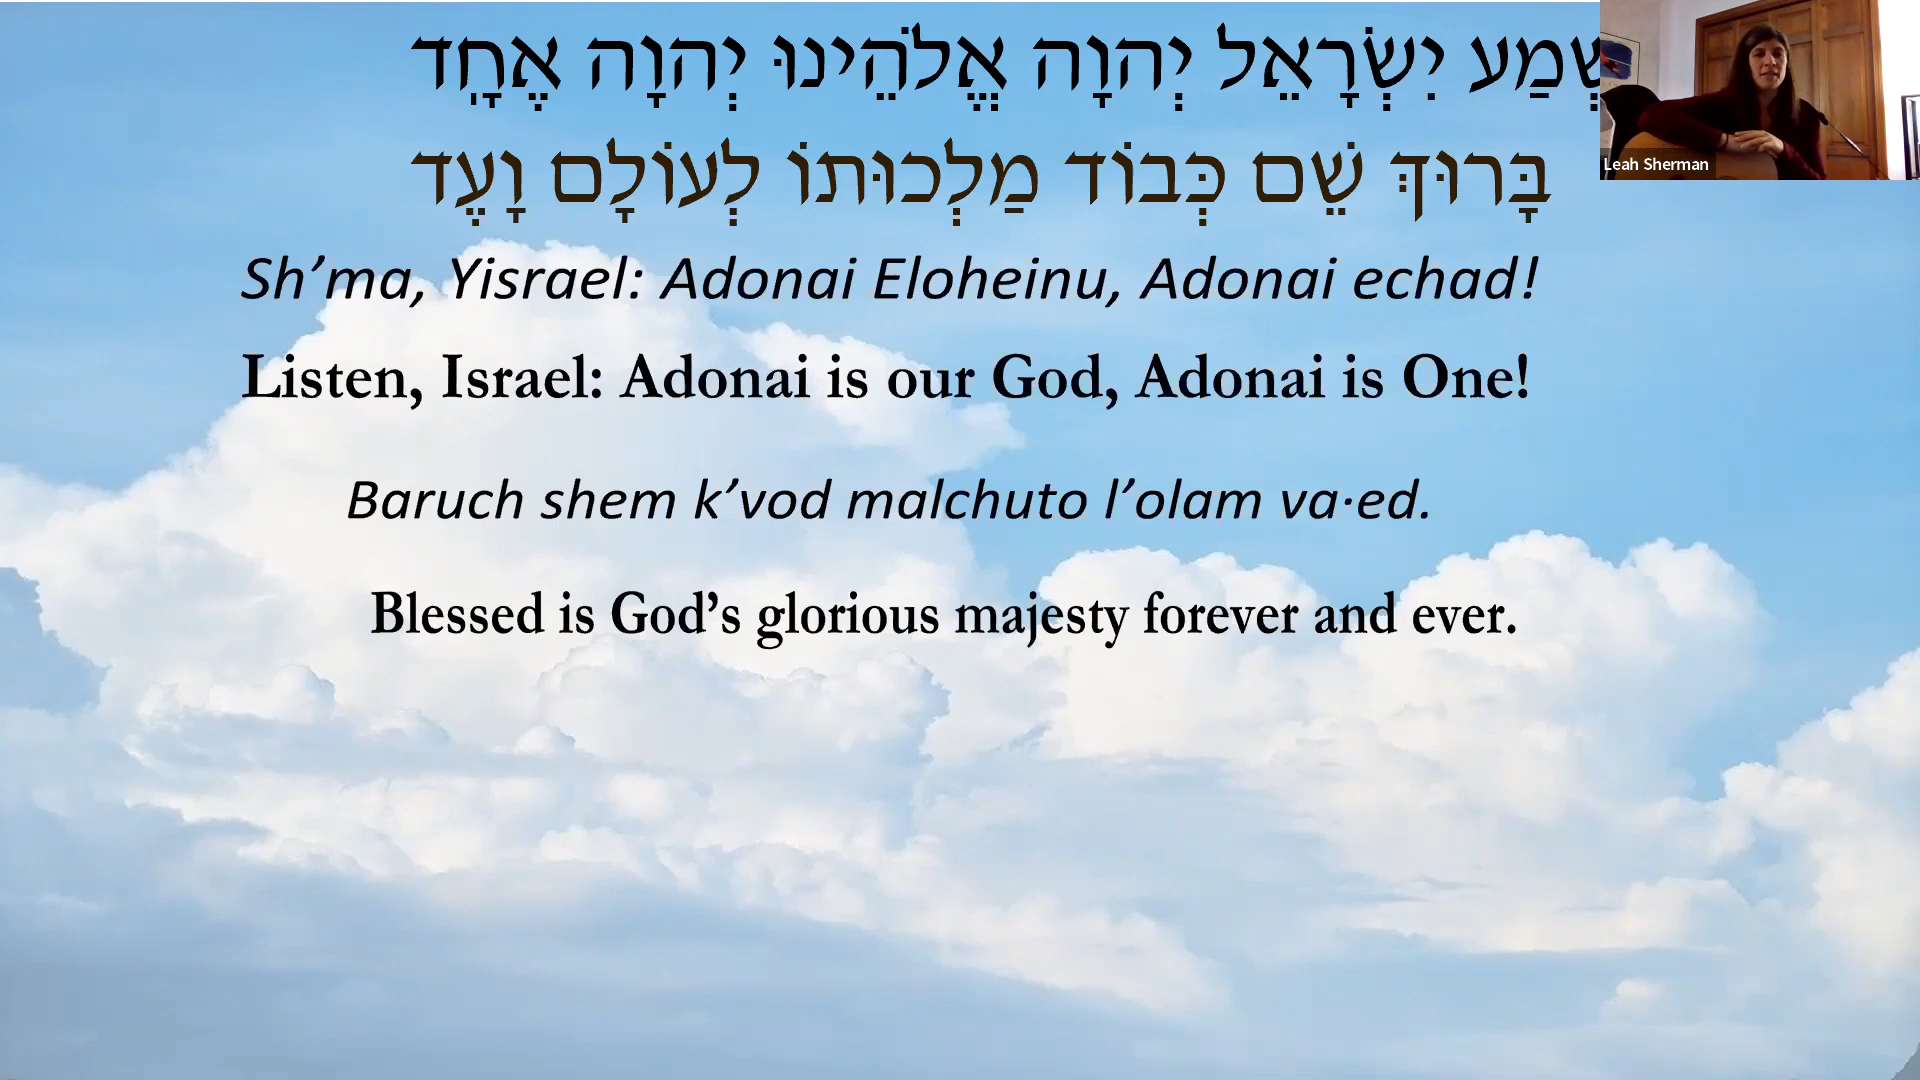 שְׁמַע יִשְׂרָאֵל יְהוָה אֱלֹהֵינוּ יְהוָה אֶחָֽד
בָּרוּךְ שֵׁם כְּבוֹד מַלְכוּתוֹ לְעוֹלָם וָעֶד
Sh’ma, Yisrael: Adonai Eloheinu, Adonai echad!
Listen, Israel: Adonai is our God, Adonai is One!
Baruch shem k’vod malchuto l’olam va·ed.
Blessed is God’s glorious majesty forever and ever.
Leah Sherman